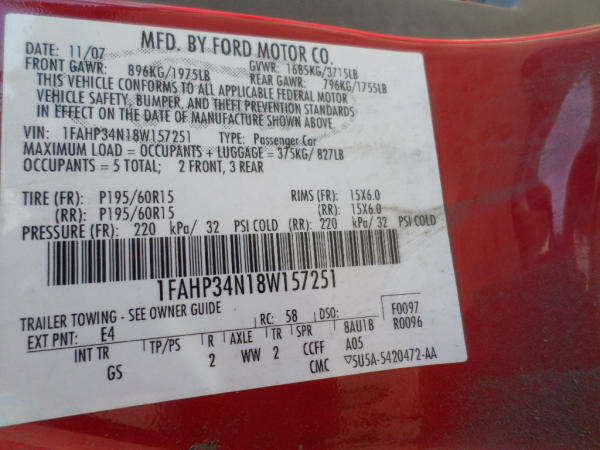 MFD. BY FORD MOTOR CO.
DATE: 11/07 GVWR: 1685KG/3715LB
FRONT GAWR: 896KG/1975LB REAR GAWR: 796KG/1755LB
THIS VEHICLE CONFORMS TO ALL APPLICABLE FEDERAL MOTOR
VEHICLE SAFETY, BUMPER, AND THEFT PREVENTION STANDARDS
IN EFFECT ON THE DATE OF MANUFACTURE SHOWN ABOVE.
VIN: 1FAHP34N18W157251 TYPE: Passenger Car
MAXIMUM LOAD = OCCUPANTS + LUGGAGE = 375KG/ 827LB
OCCUPANTS = 5 TOTAL; 2 FRONT, 3 REAR
TIRE (FR): P195/60R15 RIMS (FR): 15X6.0
(RR): P195/60R15 (RR): 15X6.0
PRESSURE (FR): 220 kPa/ 32 PSI COLD (RR): 220 kPa/ 32 PSI COLD
1FAHP34N18W157251
TRAILER TOWING - SEE OWNER GUIDE RC: 58 DSO: F0097
EXT PNT: E4 8AU1B R0096
INT TR TP/PS R AXLE TR SPR A05
GS 2 WW 2 CCFF 5U5A-5420472-AA
CMC